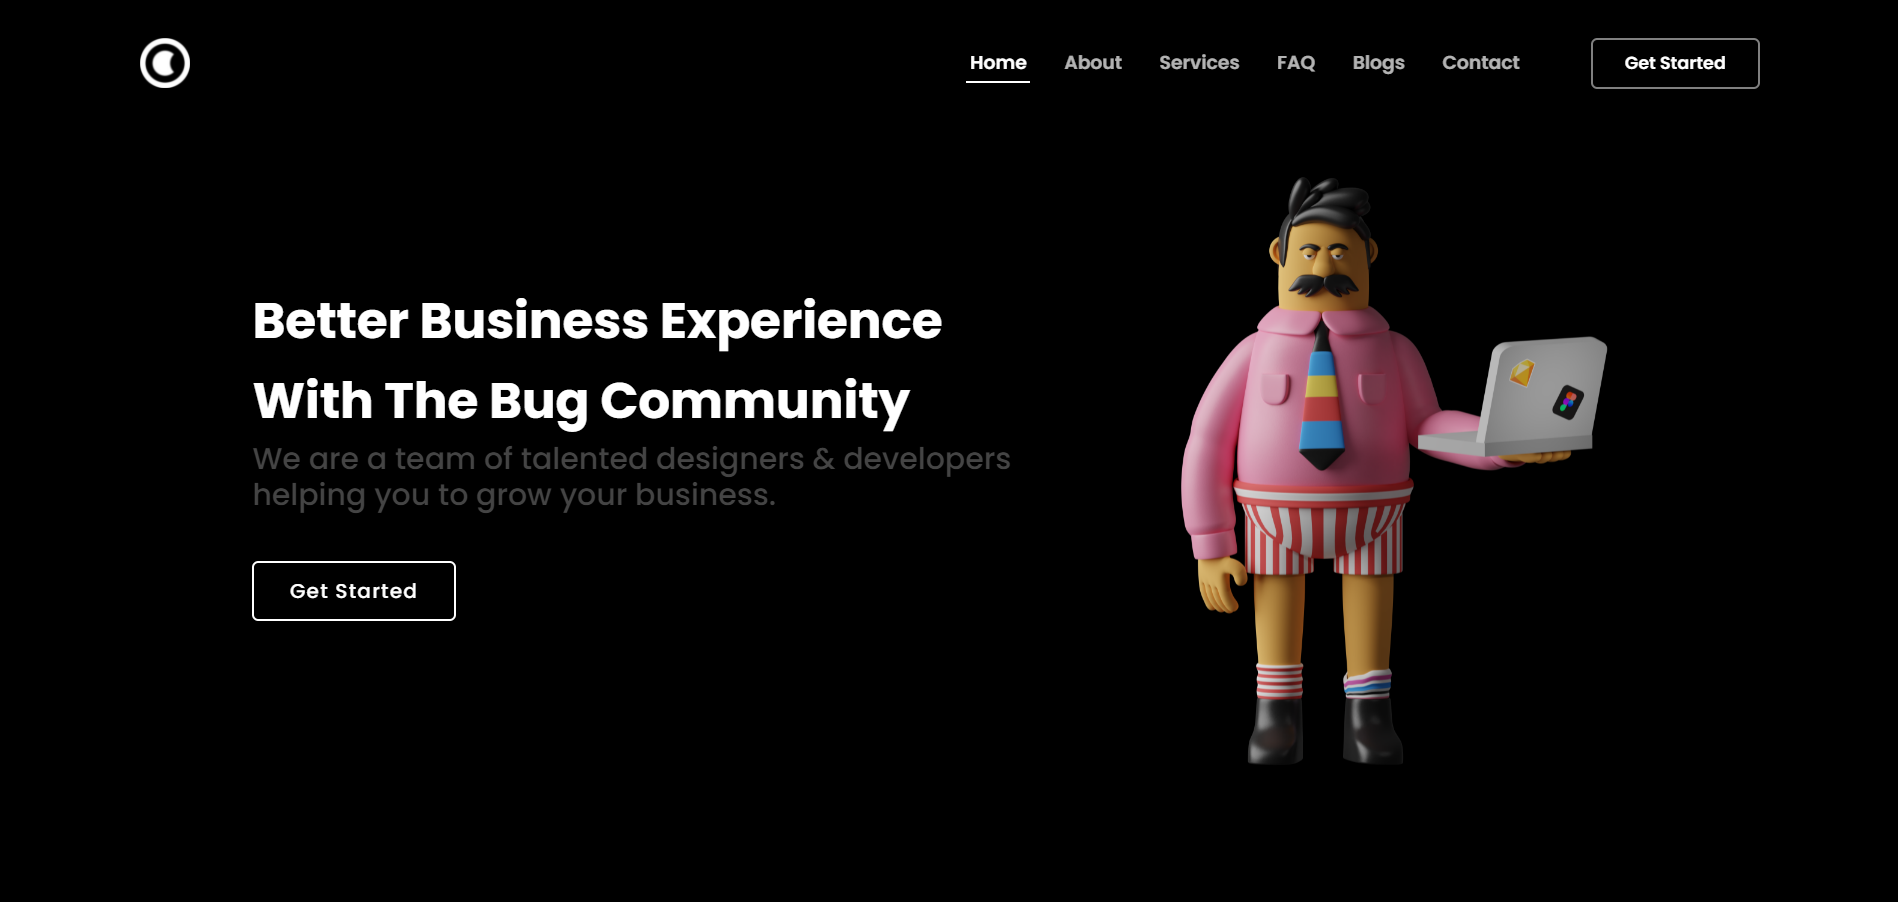 Home About Services FAQ Blogs Contact Get Started
Better Business Experience
With The Bug Community
We are a team of talented designers & developers
helping you to grow your business.
Get Started